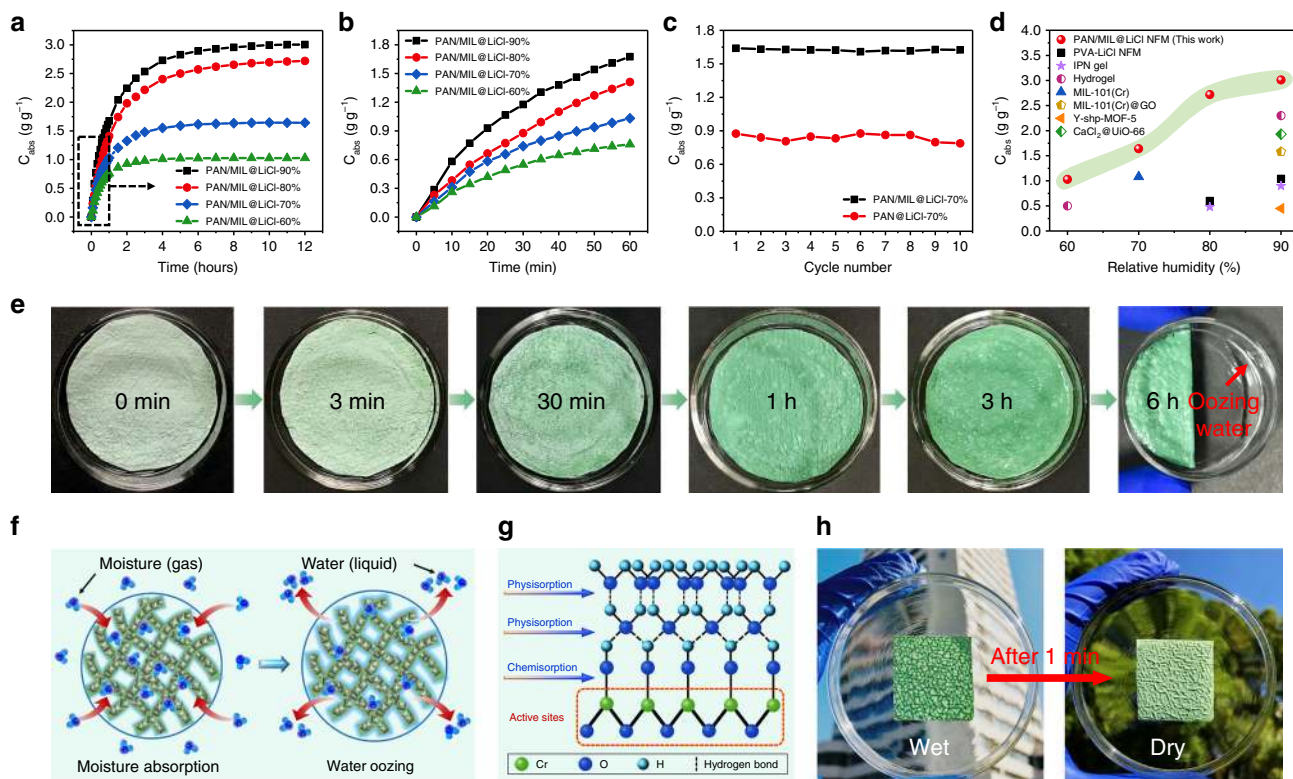 a
C_abs (g g⁻¹)
3.0
2.5
2.0
1.5
1.0
0.5
0.0
PAN/MIL@LiCl-90%
PAN/MIL@LiCl-80%
PAN/MIL@LiCl-70%
PAN/MIL@LiCl-60%
0 2 4 6 8 10 12
Time (hours)
b
C_abs (g g⁻¹)
1.8
1.5
1.2
0.9
0.6
0.3
0.0
PAN/MIL@LiCl-90%
PAN/MIL@LiCl-80%
PAN/MIL@LiCl-70%
PAN/MIL@LiCl-60%
0 10 20 30 40 50 60
Time (min)
c
C_abs (g g⁻¹)
1.8
1.5
1.2
0.9
0.6
0.3
0.0
PAN/MIL@LiCl-70%
PAN@LiCl-70%
1 2 3 4 5 6 7 8 9 10
Cycle number
d
C_abs (g g⁻¹)
4.0
3.5
3.0
2.5
2.0
1.5
1.0
0.5
0.0
PAN/MIL@LiCl NFM (This work)
PVA-LiCl NFM
IPN gel
Hydrogel
MIL-101(Cr)
MIL-101(Cr)@GO
Y-shp-MOF-5
CaCl₂@UiO-66
60 70 80 90
Relative humidity (%)
e
0 min
3 min
30 min
1 h
3 h
6 h
Oozing
water
f
Moisture (gas)
Water (liquid)
Moisture absorption
Water oozing
g
Physisorption
Physisorption
Chemisorption
Active sites
Cr O H Hydrogen bond
h
After 1 min
Wet
Dry